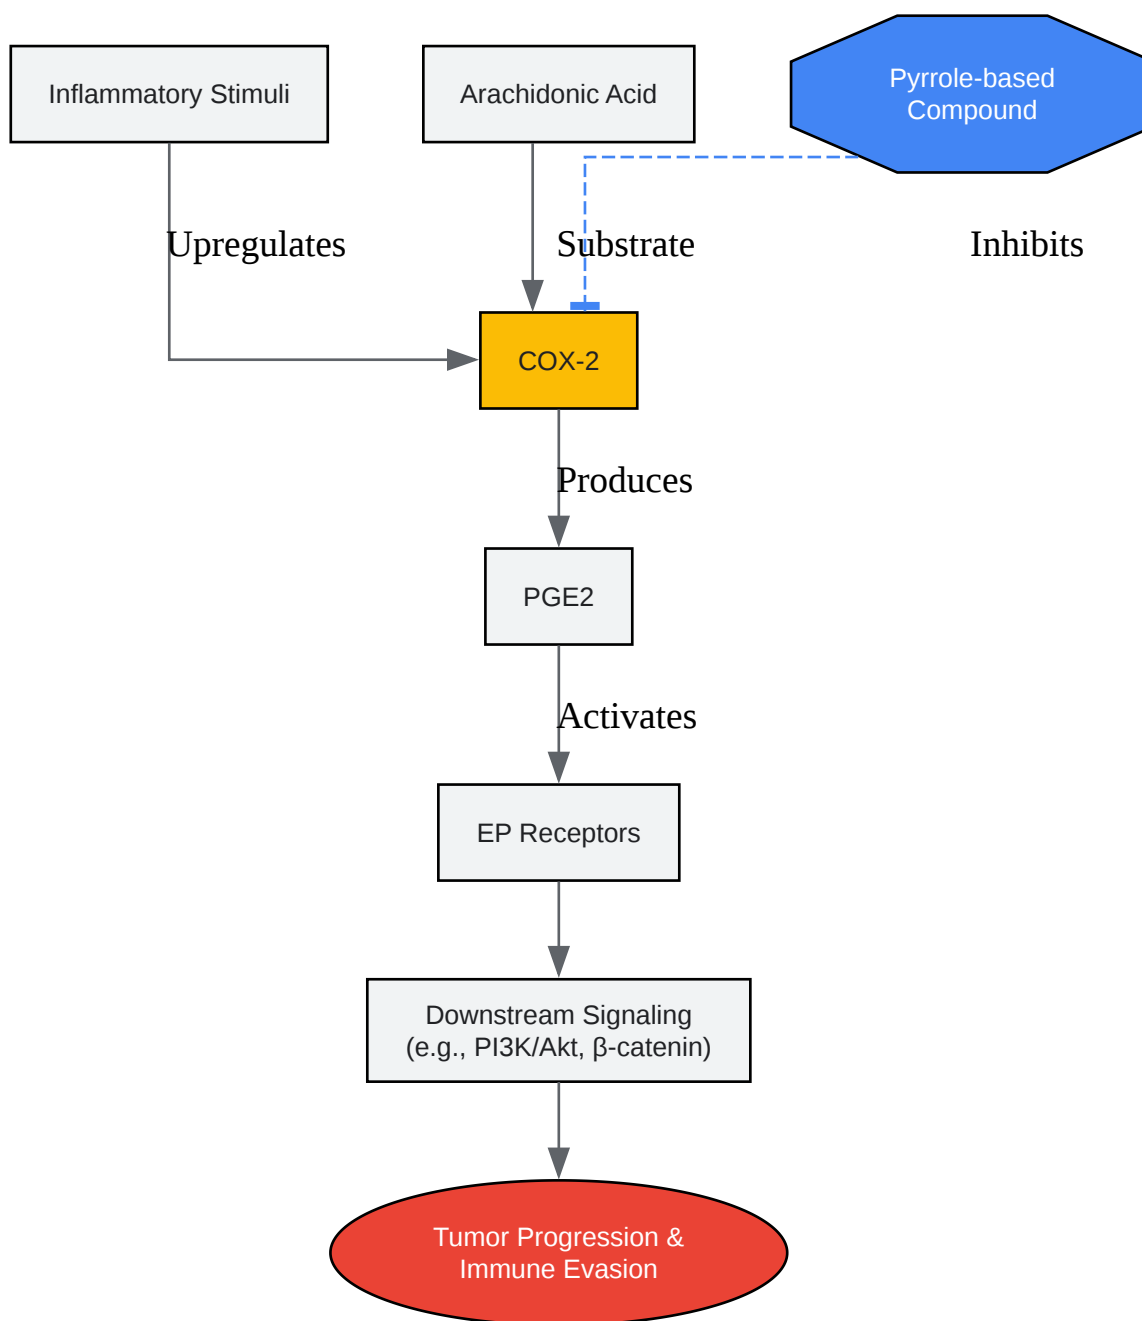 Inflammatory Stimuli
Arachidonic Acid
Pyrrole-based
Compound
Upregulates
Substrate
Inhibits
COX-2
Produces
PGE2
Activates
EP Receptors
Downstream Signaling
(e.g., PI3K/Akt, β-catenin)
Tumor Progression &
Immune Evasion